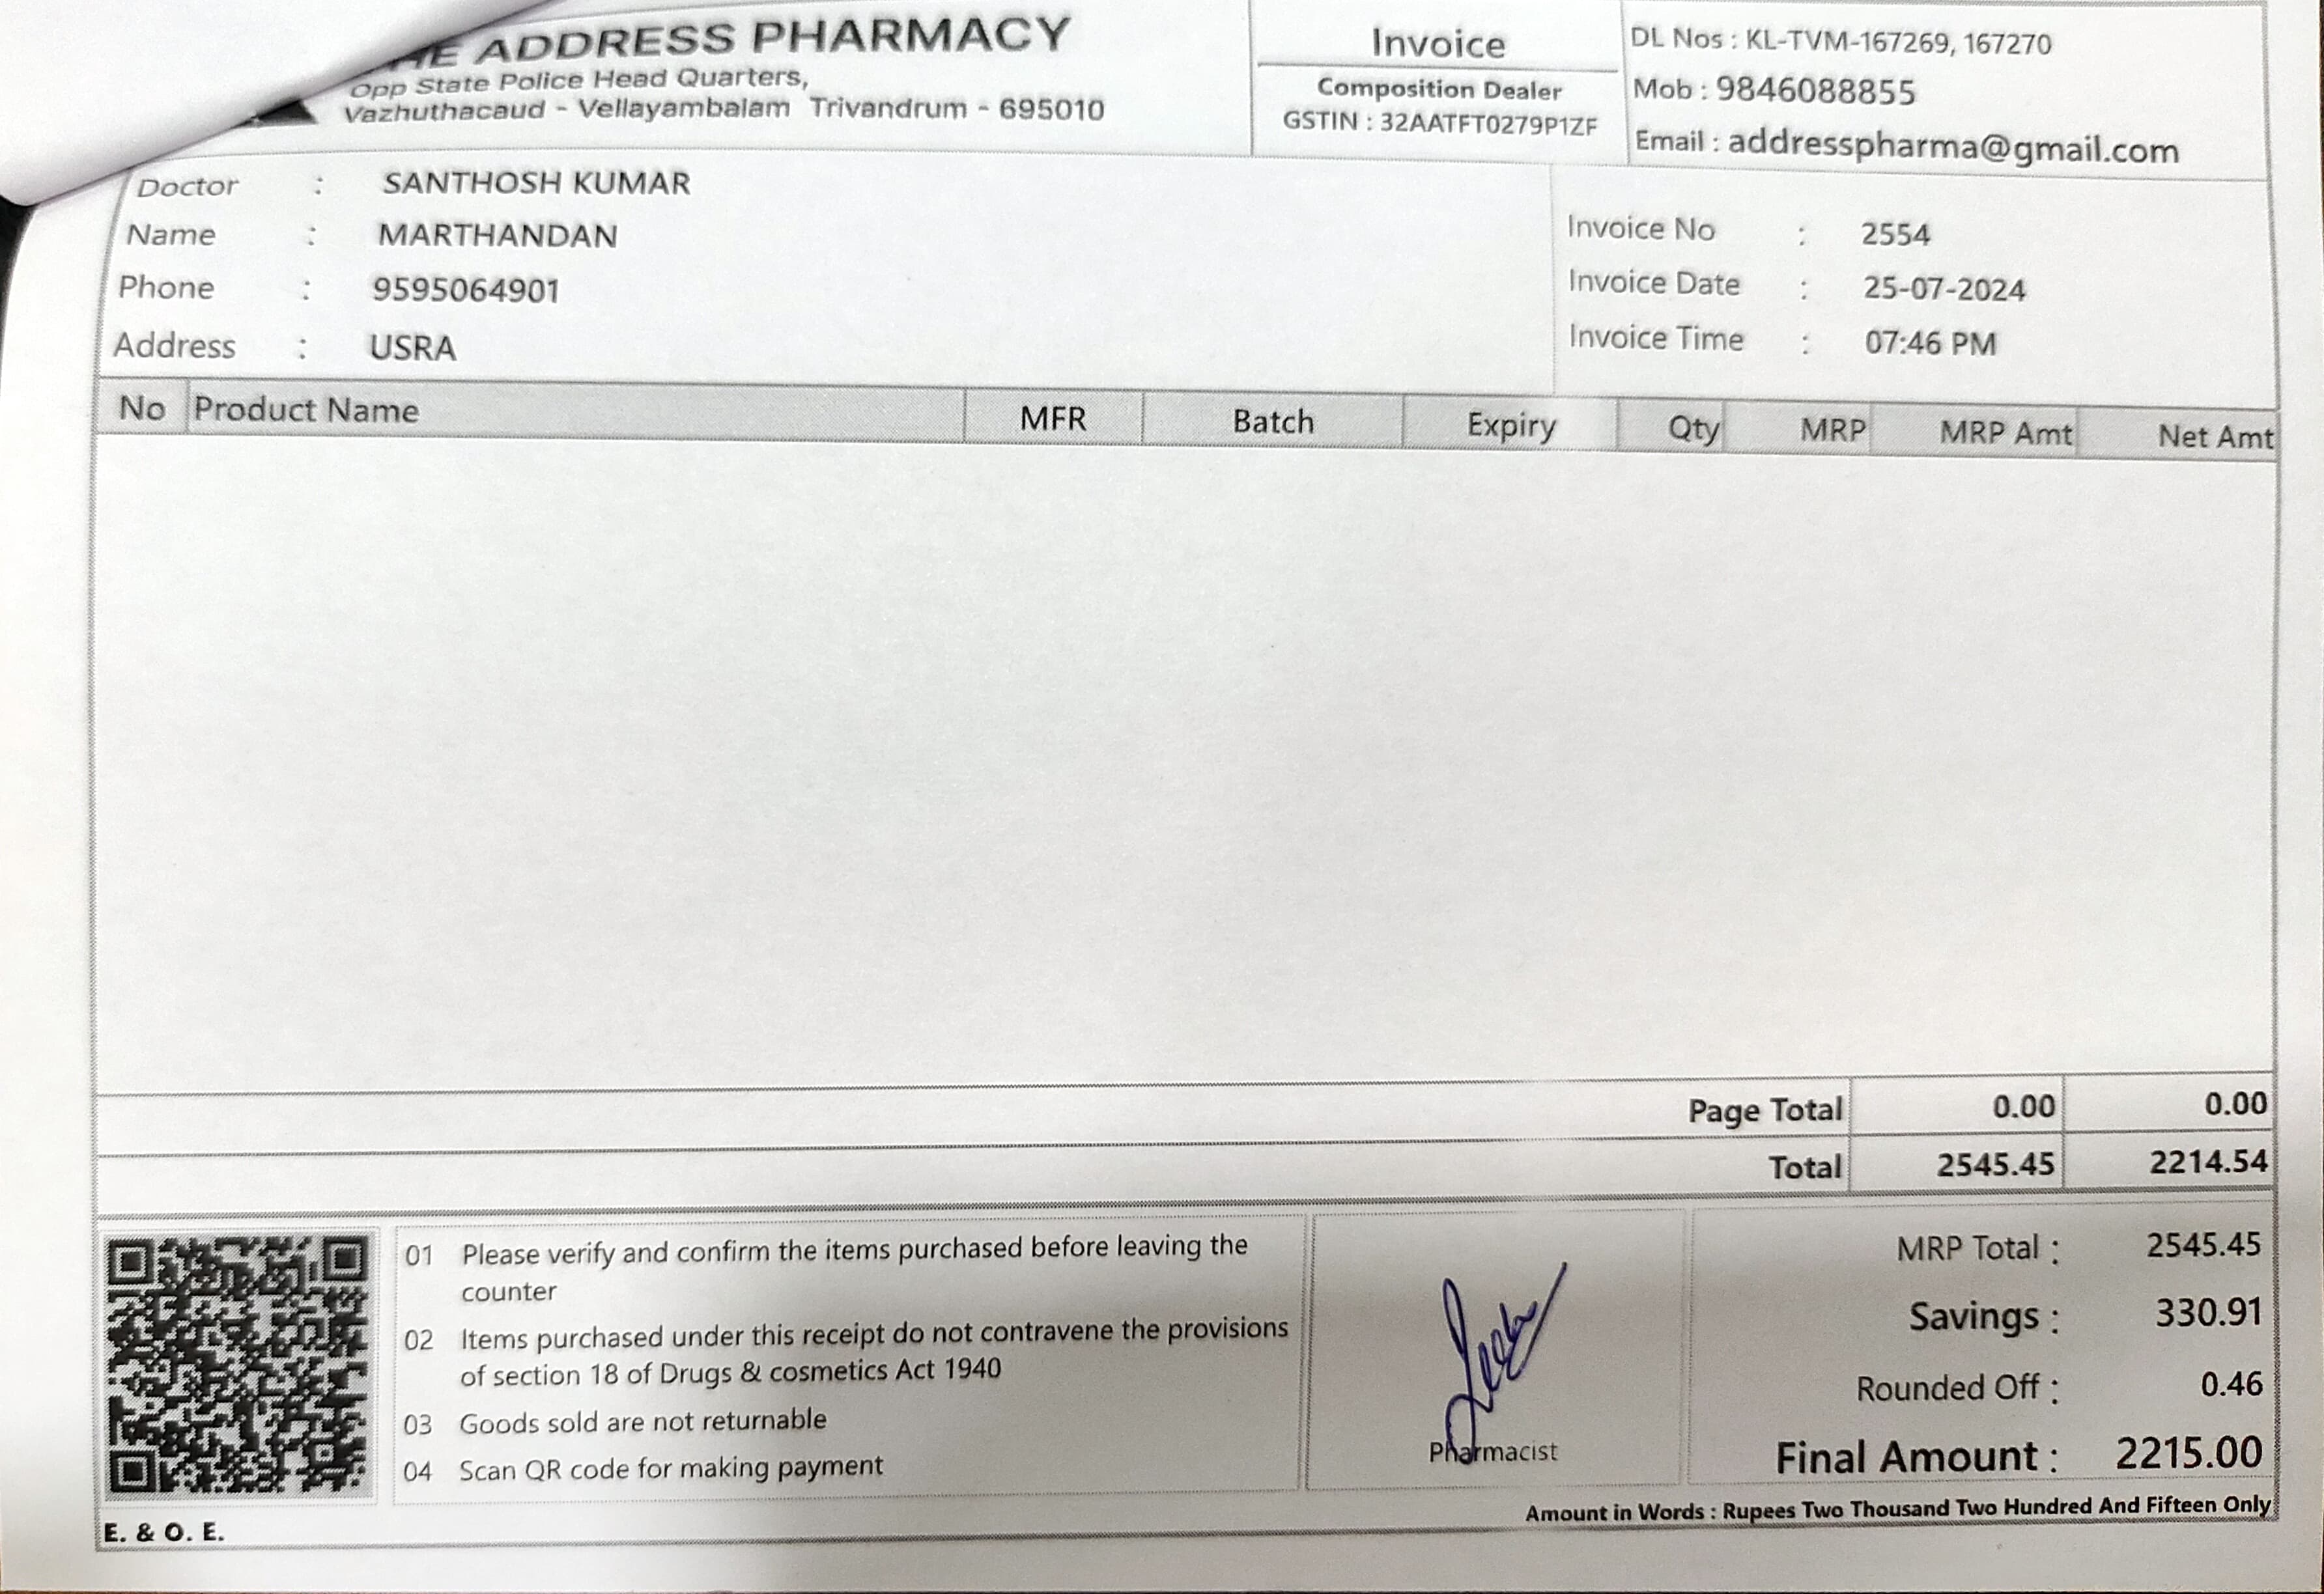 ADDRESS PHARMACY
Opp State Police Head Quarters,
Vazhuthacaud - Vellayambalam Trivandrum - 695010
Invoice
Composition Dealer
GSTIN : 32AATFT0279P1ZF
DL Nos : KL-TVM-167269, 167270
Mob : 9846088855
Email : addresspharma@gmail.com
Doctor : SANTHOSH KUMAR
Name : MARTHANDAN
Phone : 9595064901
Address : USRA
Invoice No : 2554
Invoice Date : 25-07-2024
Invoice Time : 07:46 PM
No Product Name MFR Batch Expiry Qty MRP MRP Amt Net Amt
Page Total 0.00 0.00
Total 2545.45 2214.54
01 Please verify and confirm the items purchased before leaving the
counter
02 Items purchased under this receipt do not contravene the provisions
of section 18 of Drugs & cosmetics Act 1940
03 Goods sold are not returnable
04 Scan QR code for making payment
Pharmacist
MRP Total : 2545.45
Savings : 330.91
Rounded Off : 0.46
Final Amount : 2215.00
Amount in Words : Rupees Two Thousand Two Hundred And Fifteen Only
E. & O. E.